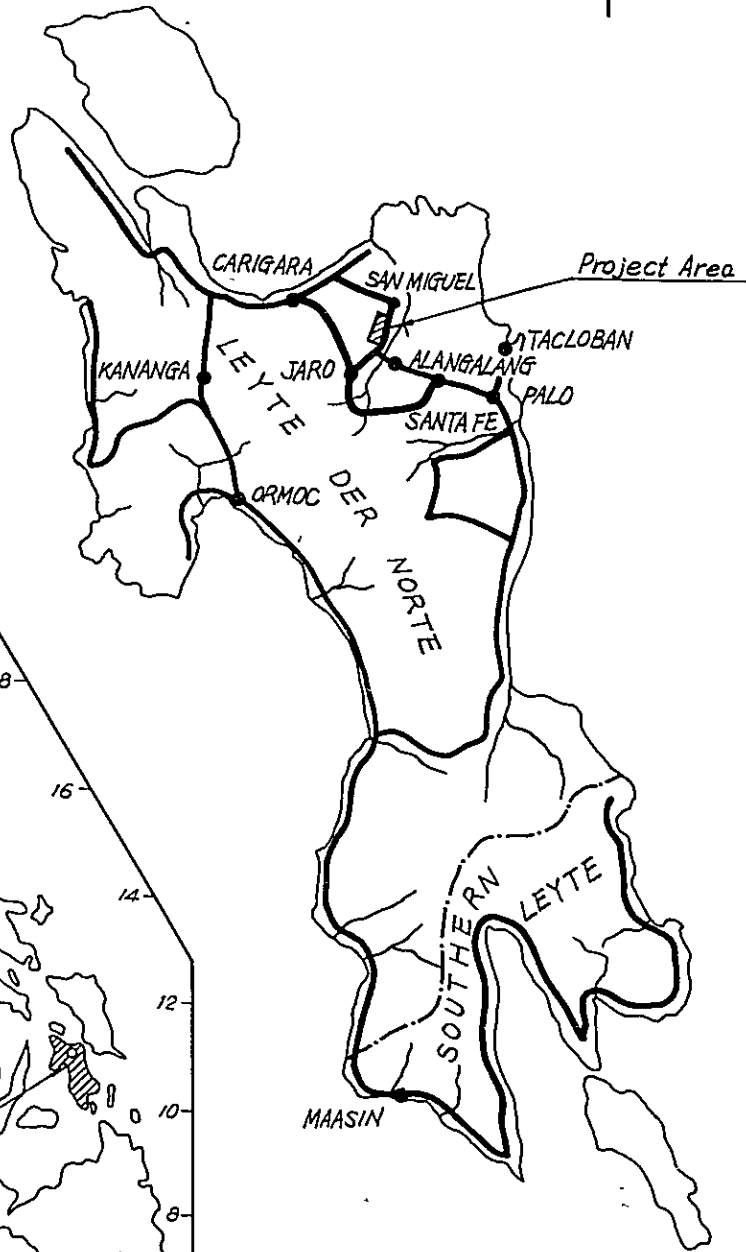 CARIGARA
SAN MIGUEL
Project Area
TACLOBAN
KANANGA
JARO
ALANGALANG
PALO
SANTA FE
LEYTE DER NORTE
ORMOC
SOUTHERN LEYTE
MAASIN
8
16
14
12
10
8